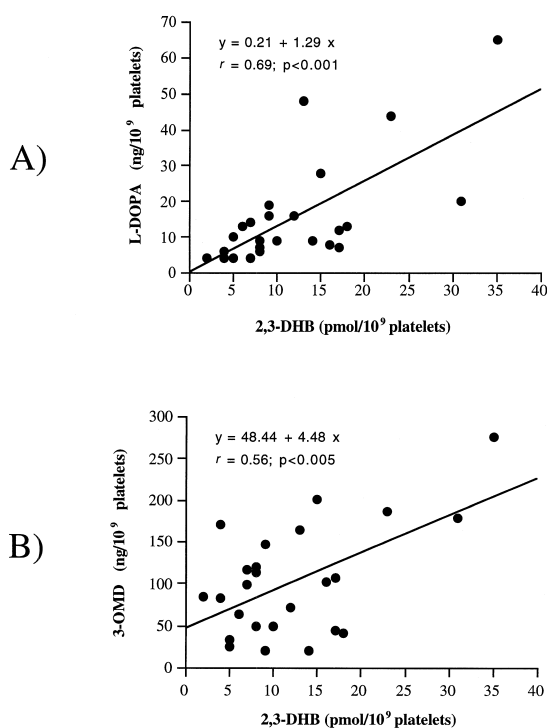 A)
L-DOPA (ng/10⁹ platelets)
70
60
50
40
30
20
10
0
y = 0.21 + 1.29 x
r = 0.69; p<0.001
0 5 10 15 20 25 30 35 40
2,3-DHB (pmol/10⁹ platelets)
B)
3-OMD (ng/10⁹ platelets)
300
250
200
150
100
50
0
y = 48.44 + 4.48 x
r = 0.56; p<0.005
0 5 10 15 20 25 30 35 40
2,3-DHB (pmol/10⁹ platelets)